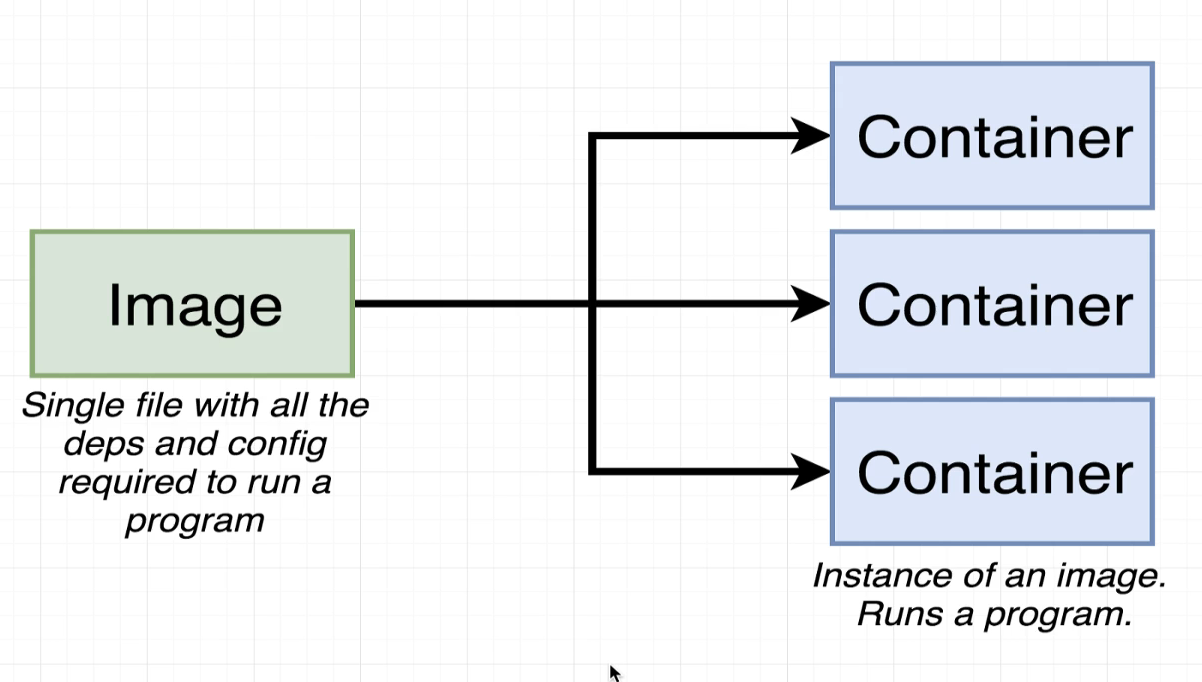 Container
Container
Image
Single file with all the
deps and config
required to run a
program
Container
Instance of an image.
Runs a program.